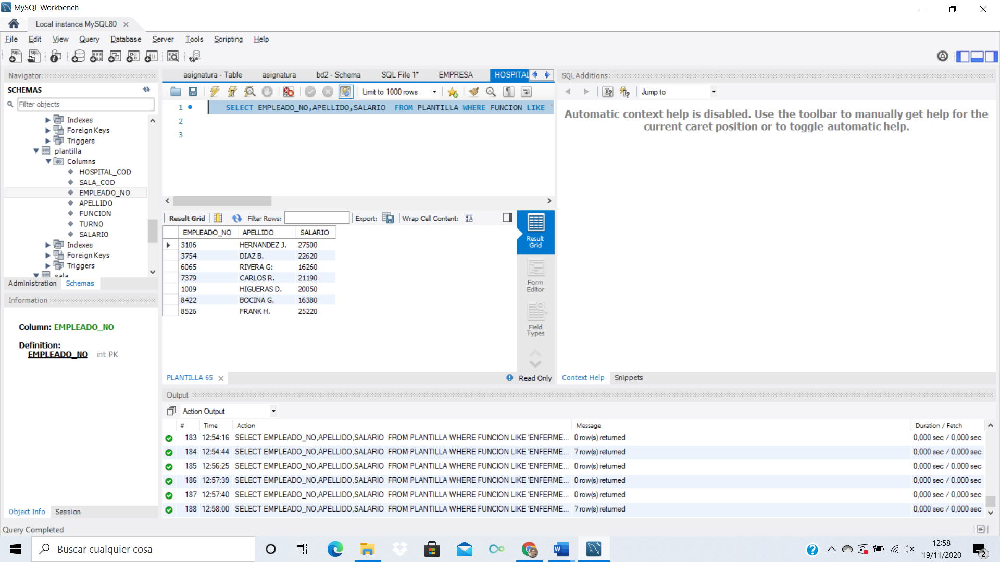 MySQL Workbench
Local instance MySQL80
File Edit View Query Database Server Tools Scripting Help
Navigator
SCHEMAS
Filter objects
Indexes
Foreign Keys
Triggers
plantilla
Columns
HOSPITAL_COD
SALA_COD
EMPLEADO_NO
APELLIDO
FUNCION
TURNO
SALARIO
Indexes
Foreign Keys
Triggers
sala
Administration Schemas
Information
Column: EMPLEADO_NO
Definition:
EMPLEADO_NO int PK
Object Info Session
Query Completed
asignatura - Table asignatura bd2 - Schema SQL File 1* EMPRESA HOSPITAL
Limit to 1000 rows
1 SELECT EMPLEADO_NO,APELLIDO,SALARIO FROM PLANTILLA WHERE FUNCION LIKE '
2
3
Result Grid Filter Rows: Export: Wrap Cell Content:
EMPLEADO_NO APELLIDO SALARIO
3106 HERNANDEZ J. 27500
3754 DIAZ B. 22620
6065 RIVERA G: 16260
7379 CARLOS R. 21190
1009 HIGUERAS D. 20050
8422 BOCINA G. 16380
8526 FRANK H. 25220
Result
Grid
Form
Editor
Field
Types
PLANTILLA 65 Read Only
SQLAdditions
Jump to
Automatic context help is disabled. Use the toolbar to manually get help for the
current caret position or to toggle automatic help.
Context Help Snippets
Output
Action Output
# Time Action Message Duration / Fetch
183 12:54:16 SELECT EMPLEADO_NO,APELLIDO,SALARIO FROM PLANTILLA WHERE FUNCION LIKE 'ENFERME... 0 row(s) returned 0,000 sec / 0,000 sec
184 12:54:44 SELECT EMPLEADO_NO,APELLIDO,SALARIO FROM PLANTILLA WHERE FUNCION LIKE 'ENFERME... 7 row(s) returned 0,000 sec / 0,000 sec
185 12:56:25 SELECT EMPLEADO_NO,APELLIDO,SALARIO FROM PLANTILLA WHERE FUNCION LIKE 'ENFERME... 0 row(s) returned 0,000 sec / 0,000 sec
186 12:57:39 SELECT EMPLEADO_NO,APELLIDO,SALARIO FROM PLANTILLA WHERE FUNCION LIKE 'ENFERME... 0 row(s) returned 0,000 sec / 0,000 sec
187 12:57:40 SELECT EMPLEADO_NO,APELLIDO,SALARIO FROM PLANTILLA WHERE FUNCION LIKE 'ENFERME... 0 row(s) returned 0,000 sec / 0,000 sec
188 12:58:00 SELECT EMPLEADO_NO,APELLIDO,SALARIO FROM PLANTILLA WHERE FUNCION LIKE 'ENFERME... 7 row(s) returned 0,000 sec / 0,000 sec
Buscar cualquier cosa
12:58
19/11/2020
2